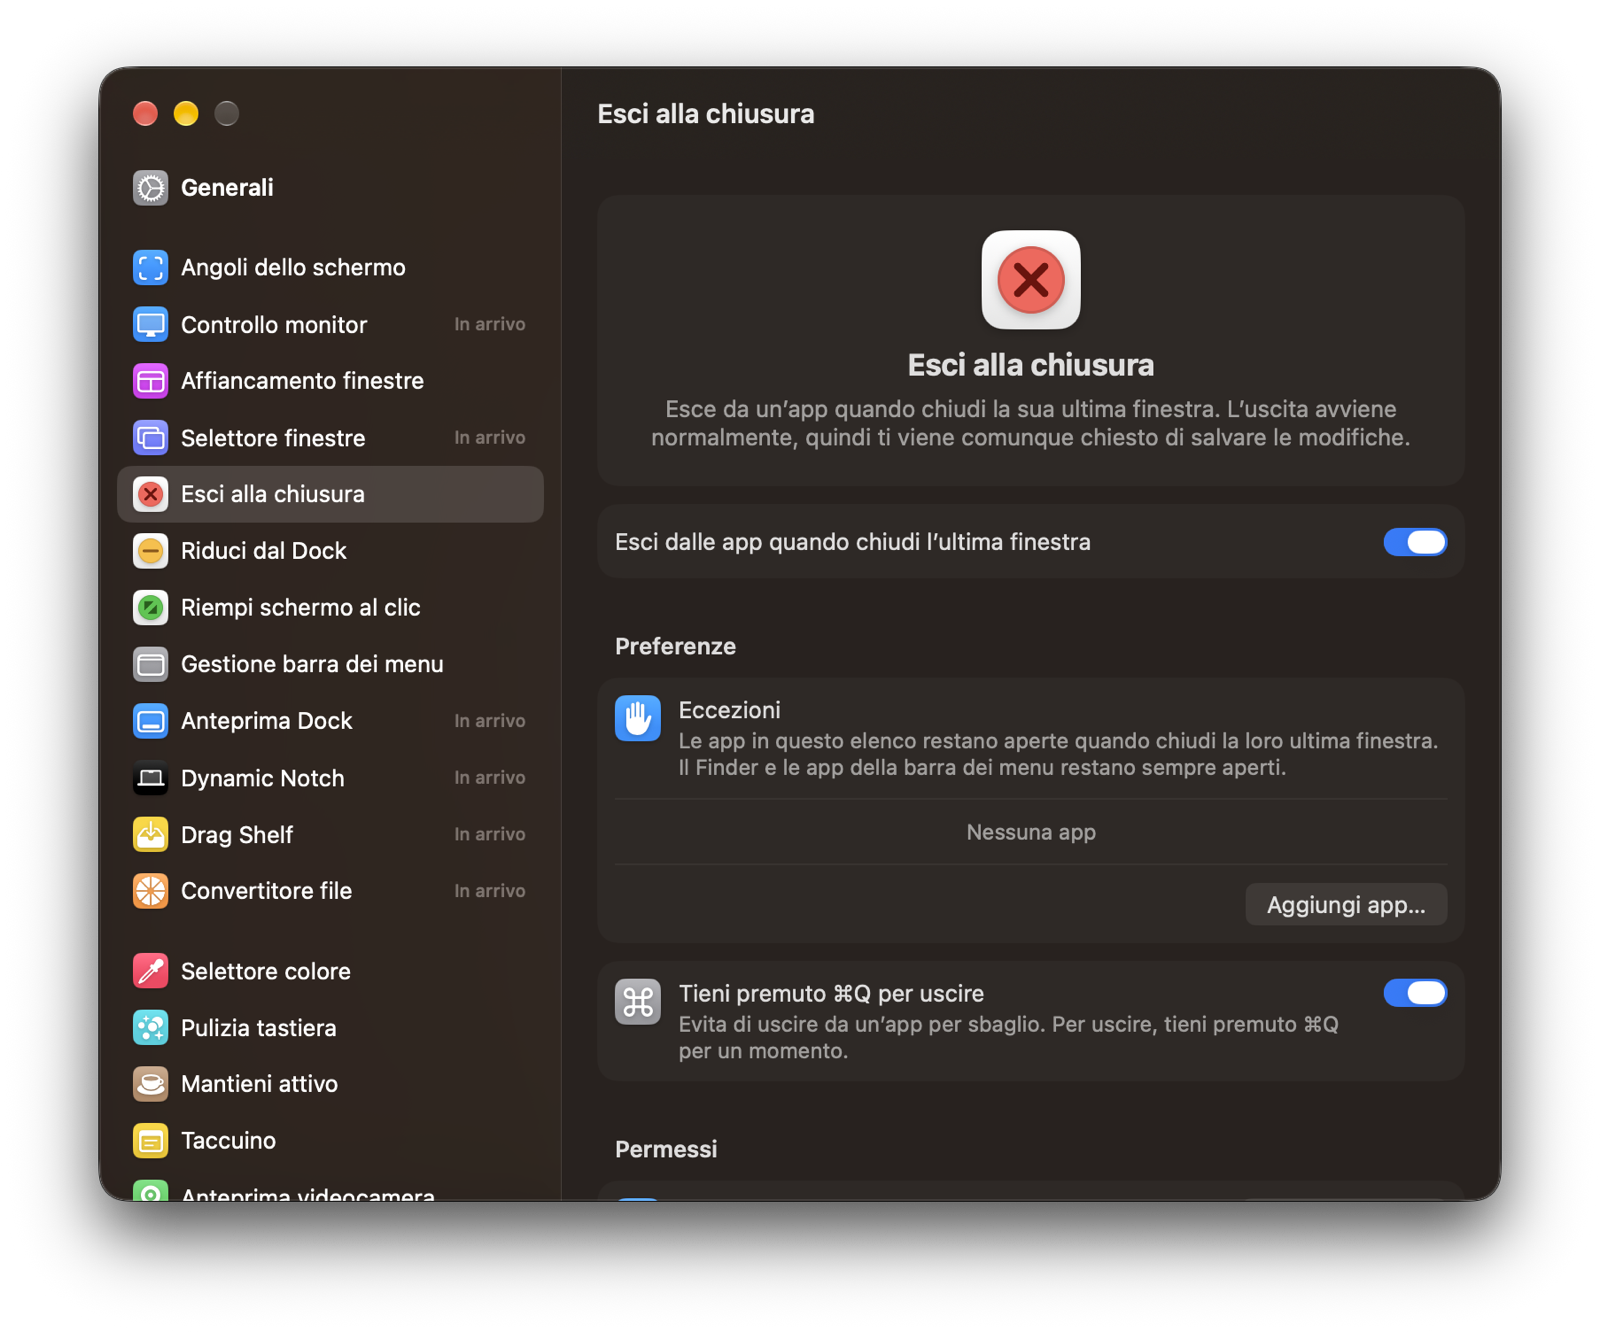 Esci alla chiusura
Generali
Angoli dello schermo
Controllo monitor In arrivo
Affiancamento finestre
Selettore finestre In arrivo
Esci alla chiusura
Riduci dal Dock
Riempi schermo al clic
Gestione barra dei menu
Anteprima Dock In arrivo
Dynamic Notch In arrivo
Drag Shelf In arrivo
Convertitore file In arrivo
Selettore colore
Pulizia tastiera
Mantieni attivo
Taccuino
Anteprima videocamera
Esci alla chiusura
Esce da un’app quando chiudi la sua ultima finestra. L’uscita avviene
normalmente, quindi ti viene comunque chiesto di salvare le modifiche.
Esci dalle app quando chiudi l’ultima finestra
Preferenze
Eccezioni
Le app in questo elenco restano aperte quando chiudi la loro ultima finestra.
Il Finder e le app della barra dei menu restano sempre aperti.
Nessuna app
Aggiungi app...
Tieni premuto ⌘Q per uscire
Evita di uscire da un’app per sbaglio. Per uscire, tieni premuto ⌘Q
per un momento.
Permessi